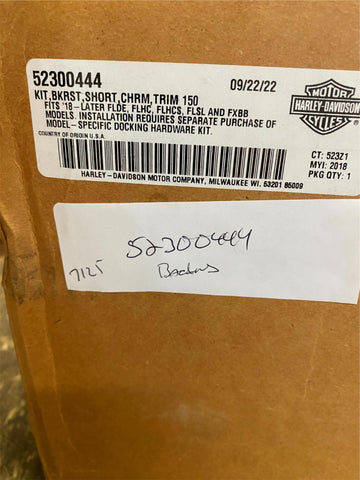 52300444
09/22/22
KIT,BKRST,SHORT,CHRM,TRIM 150
FITS '18-LATER FLDE, FLHC, FLHCS, FLSL AND FXBB
MODELS. INSTALLATION REQUIRES SEPARATE PURCHASE OF
MODEL-SPECIFIC DOCKING HARDWARE KIT.
COUNTRY OF ORIGIN U.S.A.
MOTOR
HARLEY-DAVIDSON
CYCLES
CT: 523Z1
MYI: 2018
PKG QTY: 1
HARLEY-DAVIDSON MOTOR COMPANY, MILWAUKEE WI. 53201 85009
52300444
7125